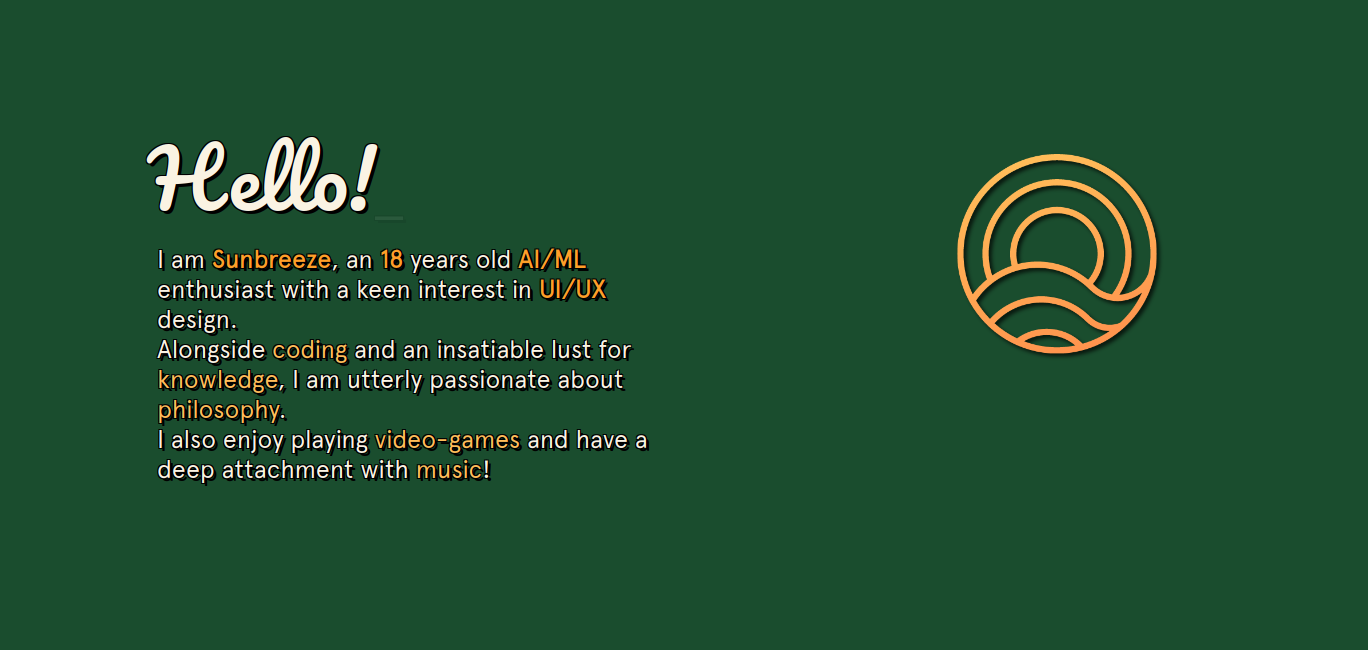 Hello!_
I am Sunbreeze, an 18 years old AI/ML
enthusiast with a keen interest in UI/UX
design.
Alongside coding and an insatiable lust for
knowledge, I am utterly passionate about
philosophy.
I also enjoy playing video-games and have a
deep attachment with music!